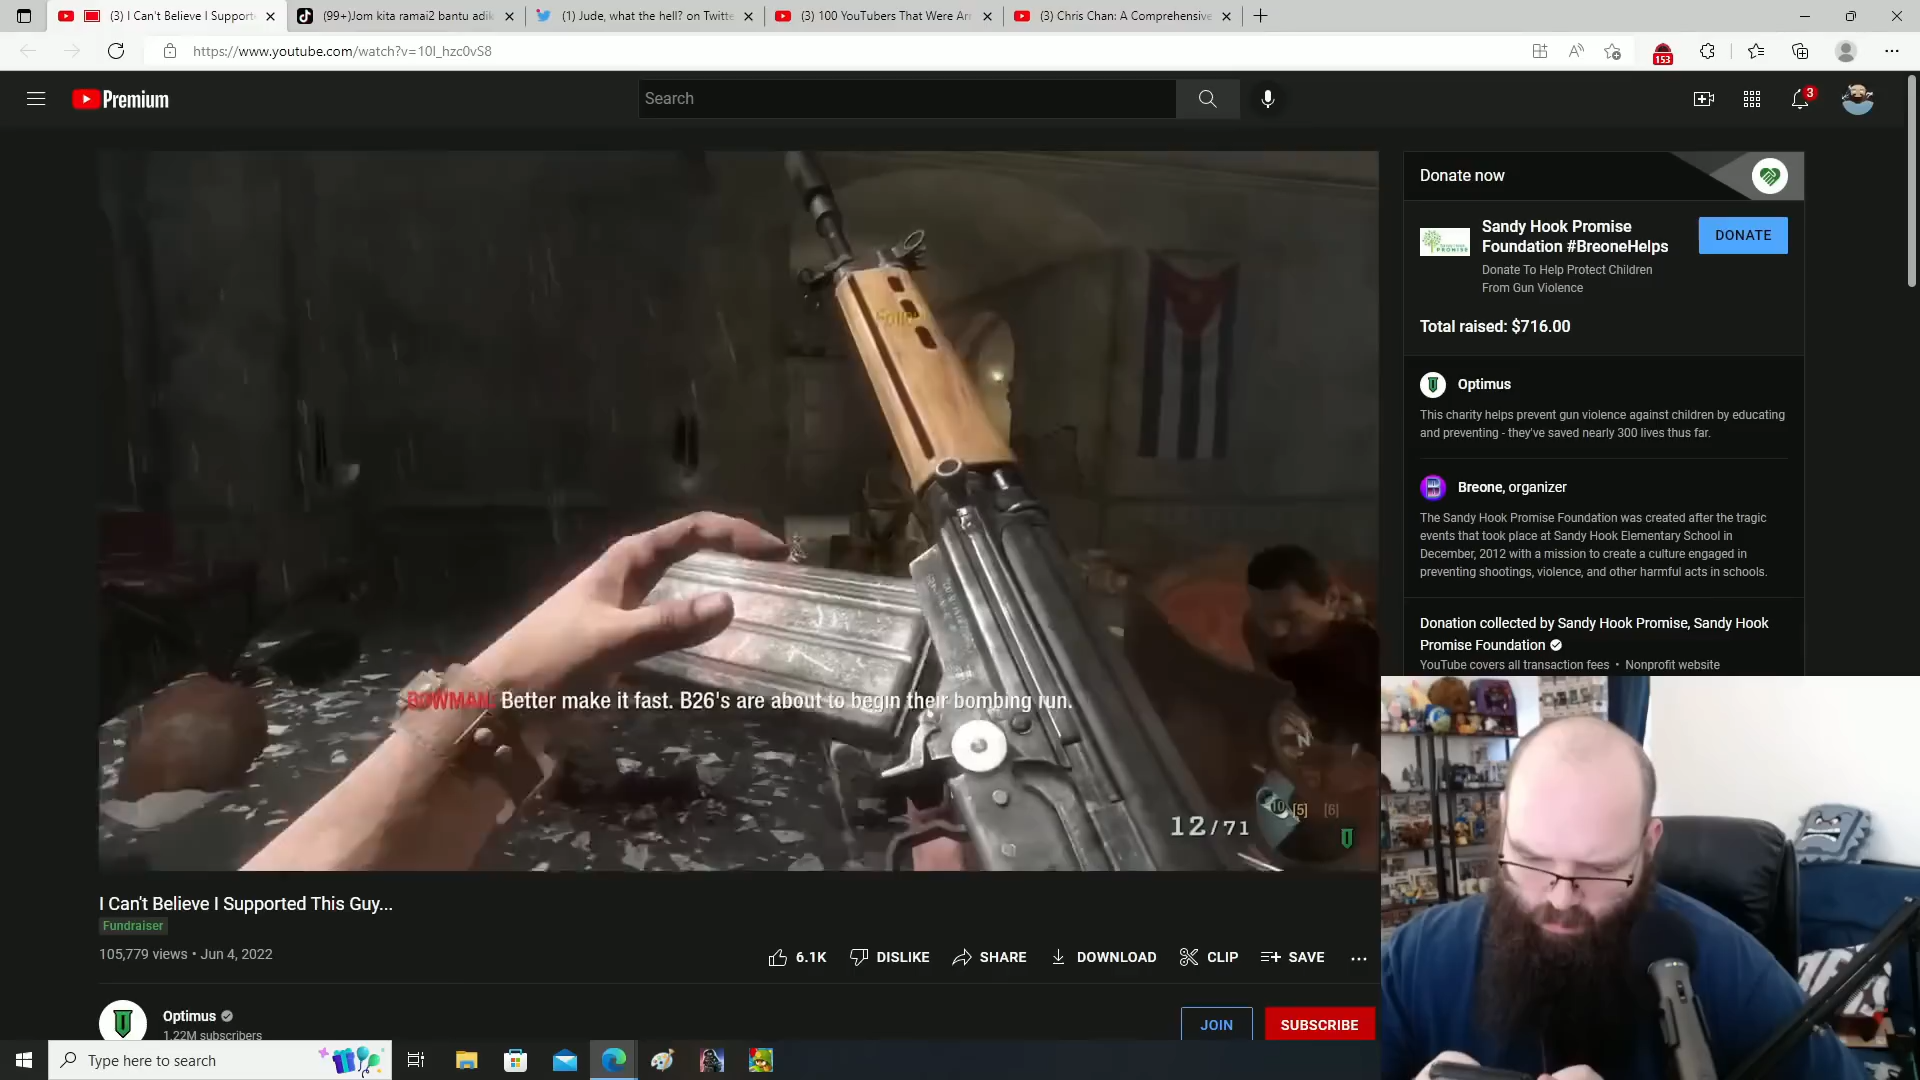 (3) I Can't Believe I Support
(99+)Jom kita ramai2 bantu adik
(1) Jude, what the hell? on Twitte
(3) 100 YouTubers That Were Arr
(3) Chris Chan: A Comprehensive
https://www.youtube.com/watch?v=10I_hzc0vS8
153
Premium
Search
3
Donate now
Sandy Hook Promise
Foundation #BreoneHelps
DONATE
PROMISE
Donate To Help Protect Children
From Gun Violence
Total raised: $716.00
Optimus
This charity helps prevent gun violence against children by educating
and preventing - they've saved nearly 300 lives thus far.
Breone, organizer
The Sandy Hook Promise Foundation was created after the tragic
events that took place at Sandy Hook Elementary School in
December, 2012 with a mission to create a culture engaged in
preventing shootings, violence, and other harmful acts in schools.
Donation collected by Sandy Hook Promise, Sandy Hook
Promise Foundation
YouTube covers all transaction fees • Nonprofit website
BOWMAN: Better make it fast. B26's are about to begin their bombing run.
N
10 [5] [6]
12/71
I Can't Believe I Supported This Guy...
Fundraiser
105,779 views • Jun 4, 2022
6.1K
DISLIKE
SHARE
DOWNLOAD
CLIP
SAVE
Optimus
1.22M subscribers
JOIN
SUBSCRIBE
Type here to search